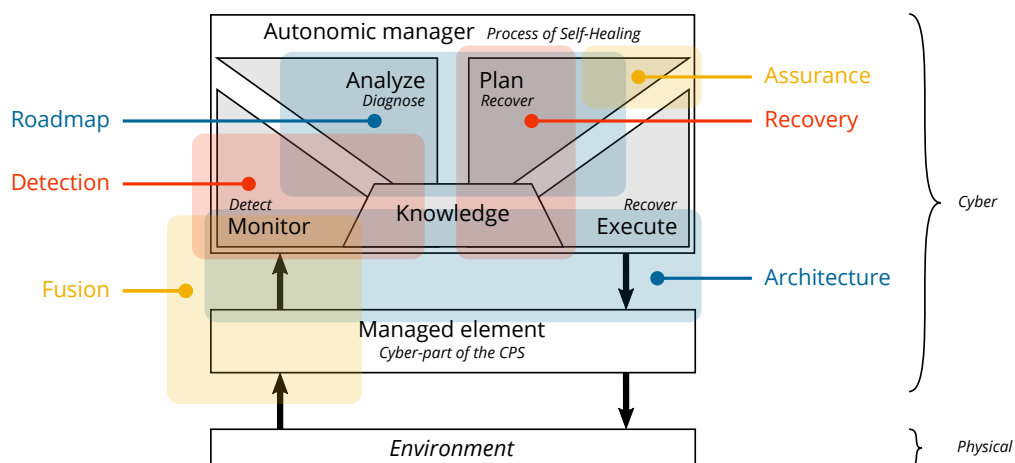 Autonomic manager Process of Self-Healing
Analyze
Diagnose
Plan
Recover
Assurance
Roadmap
Recovery
Detection
Detect
Monitor
Knowledge
Recover
Execute
Cyber
Fusion
Architecture
Managed element
Cyber-part of the CPS
Environment
Physical